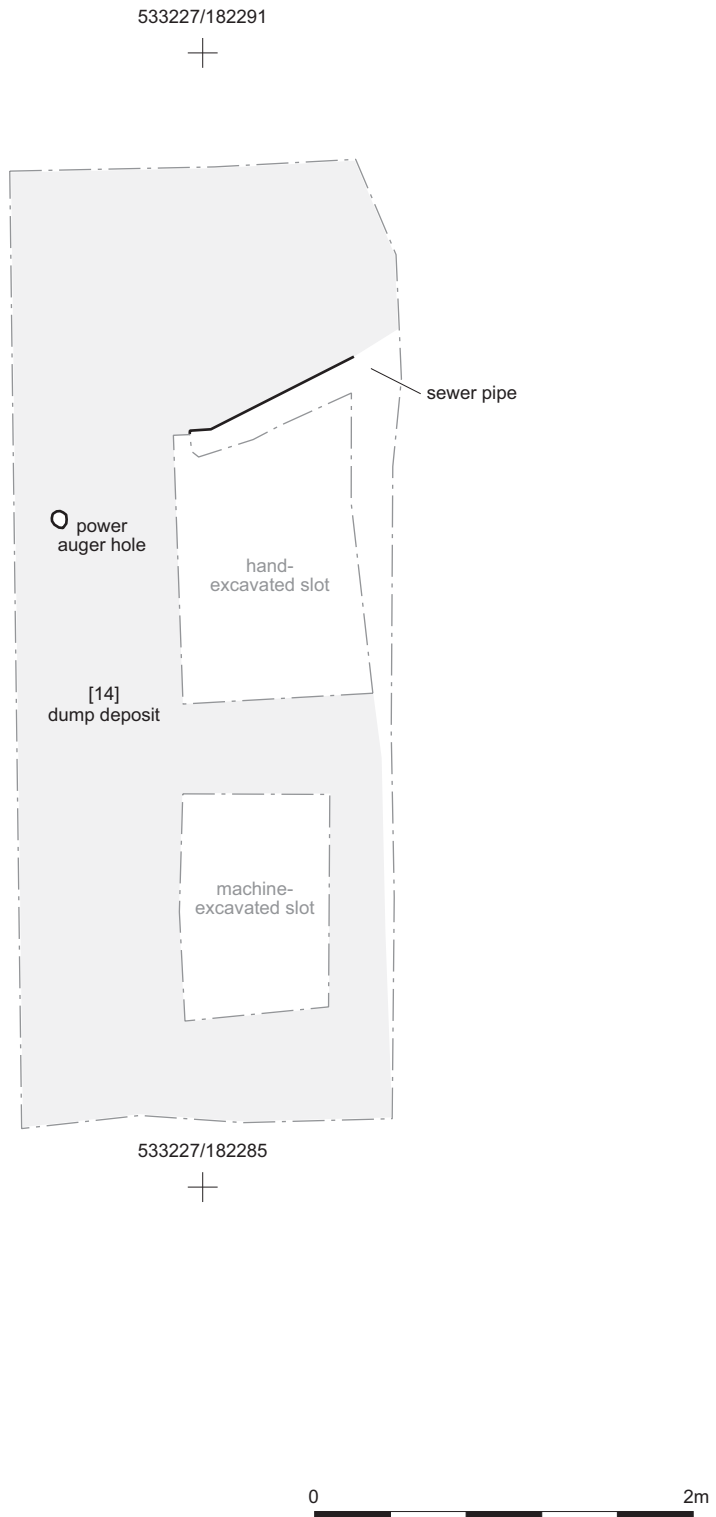 533227/182291
sewer pipe
power
auger hole
hand-
excavated slot
[14]
dump deposit
machine-
excavated slot
533227/182285
0 2m